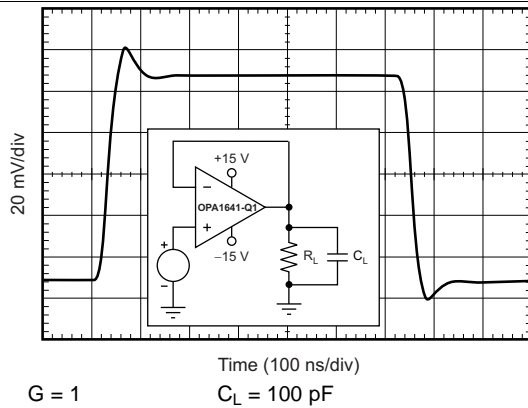 20 mV/div
+15 V
−
OPA1641-Q1
+
+
−15 V
−
R_L
C_L
Time (100 ns/div)
G = 1
C_L = 100 pF